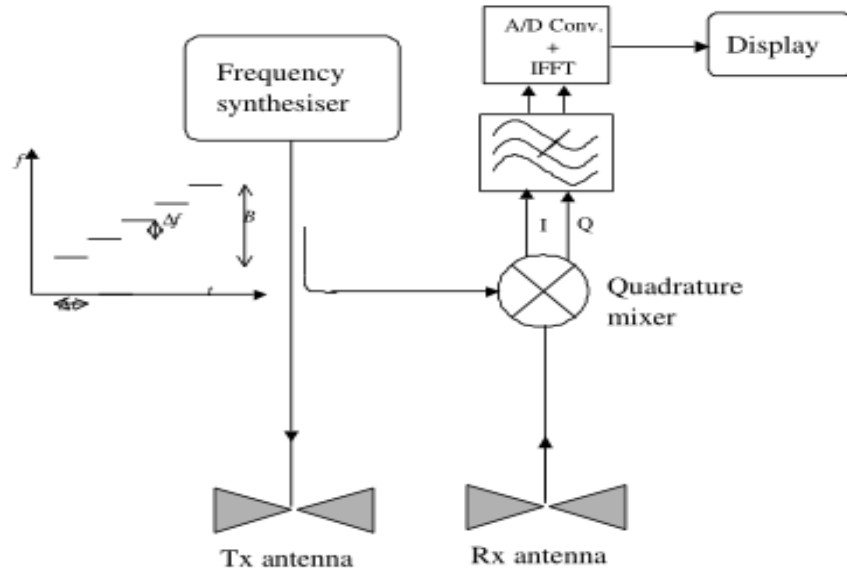 A/D Conv.
+
IFFT
Display
Frequency
synthesiser
f
Δf
B
I
Q
t
Quadrature
mixer
Tx antenna
Rx antenna